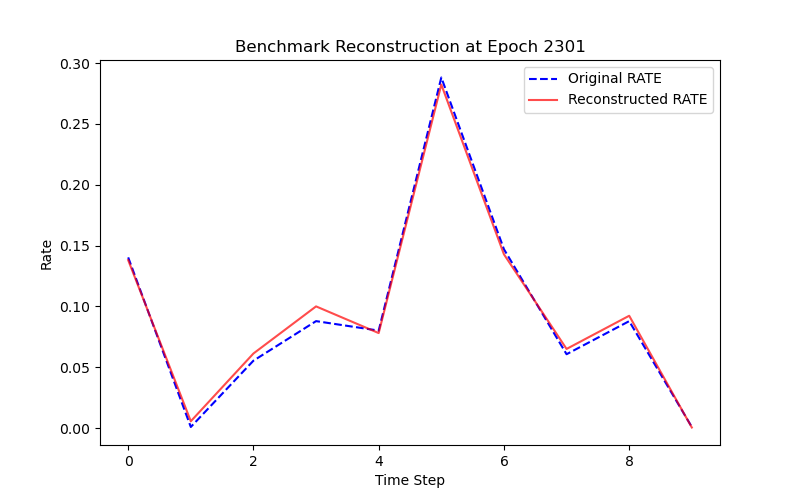 Benchmark Reconstruction at Epoch 2301
Original RATE
Reconstructed RATE
0.30
0.25
0.20
0.15
0.10
0.05
0.00
Rate
0 2 4 6 8
Time Step